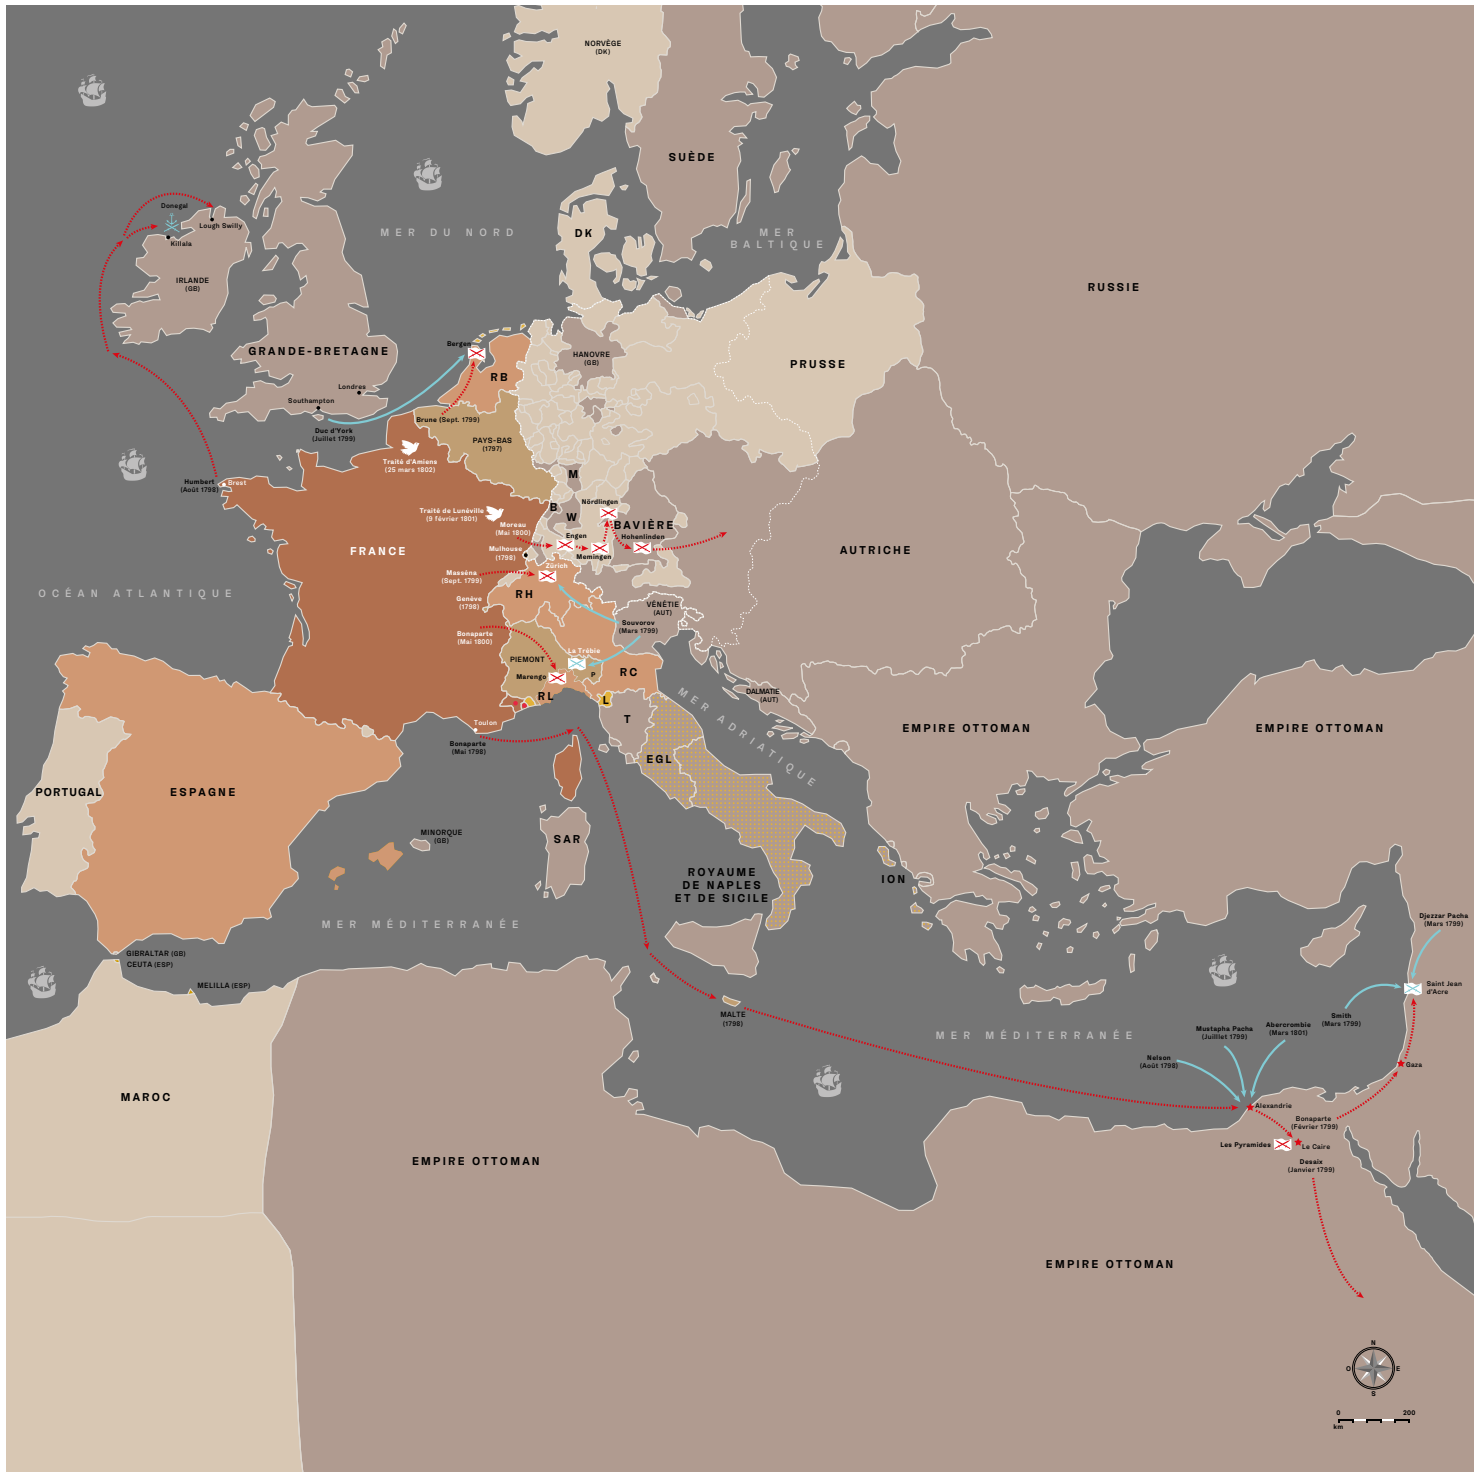 NORVÈGE
(DK)
SUÈDE
Donegal
Lough Swilly
Killala
MER DU NORD
DK
MER
BALTIQUE
IRLANDE
(GB)
RUSSIE
GRANDE-BRETAGNE
Bergen
HANOVRE
(GB)
PRUSSE
RB
Londres
Southampton
Duc d'York
(Juillet 1799)
Brune (Sept. 1799)
PAYS-BAS
(1797)
Traité d'Amiens
(25 mars 1802)
M
Humbert
(Août 1798)
Brest
Traité de Lunéville
(9 février 1801)
B
W
Nördlingen
BAVIÈRE
Moreau
(Mai 1800)
Engen
Hohenlinden
Memingen
FRANCE
Mulhouse
(1798)
AUTRICHE
Zürich
Masséna
(Sept. 1799)
OCÉAN ATLANTIQUE
RH
Genève
(1798)
VÉNÉTIE
(AUT)
Souvorov
(Mars 1799)
Bonaparte
(Mai 1800)
La Trébie
PIEMONT
Marengo
P
RC
RL
L
DALMATIE
(AUT)
MER ADRIATIQUE
T
Toulon
Bonaparte
(Mai 1798)
EMPIRE OTTOMAN
EMPIRE OTTOMAN
EGL
PORTUGAL
ESPAGNE
MINORQUE
(GB)
SAR
ROYAUME
DE NAPLES
ET DE SICILE
ION
MER MÉDITERRANÉE
Djezzar Pacha
(Mars 1799)
GIBRALTAR (GB)
CEUTA (ESP)
MELILLA (ESP)
Saint Jean
d'Acre
MALTE
(1798)
Smith
(Mars 1799)
MER MÉDITERRANÉE
Mustapha Pacha
(Juillet 1799)
Abercrombie
(Mars 1801)
Nelson
(Août 1798)
Gaza
MAROC
Alexandrie
Bonaparte
(Février 1799)
Les Pyramides
Le Caire
EMPIRE OTTOMAN
Desaix
(Janvier 1799)
EMPIRE OTTOMAN
N
O
E
S
0
200
km